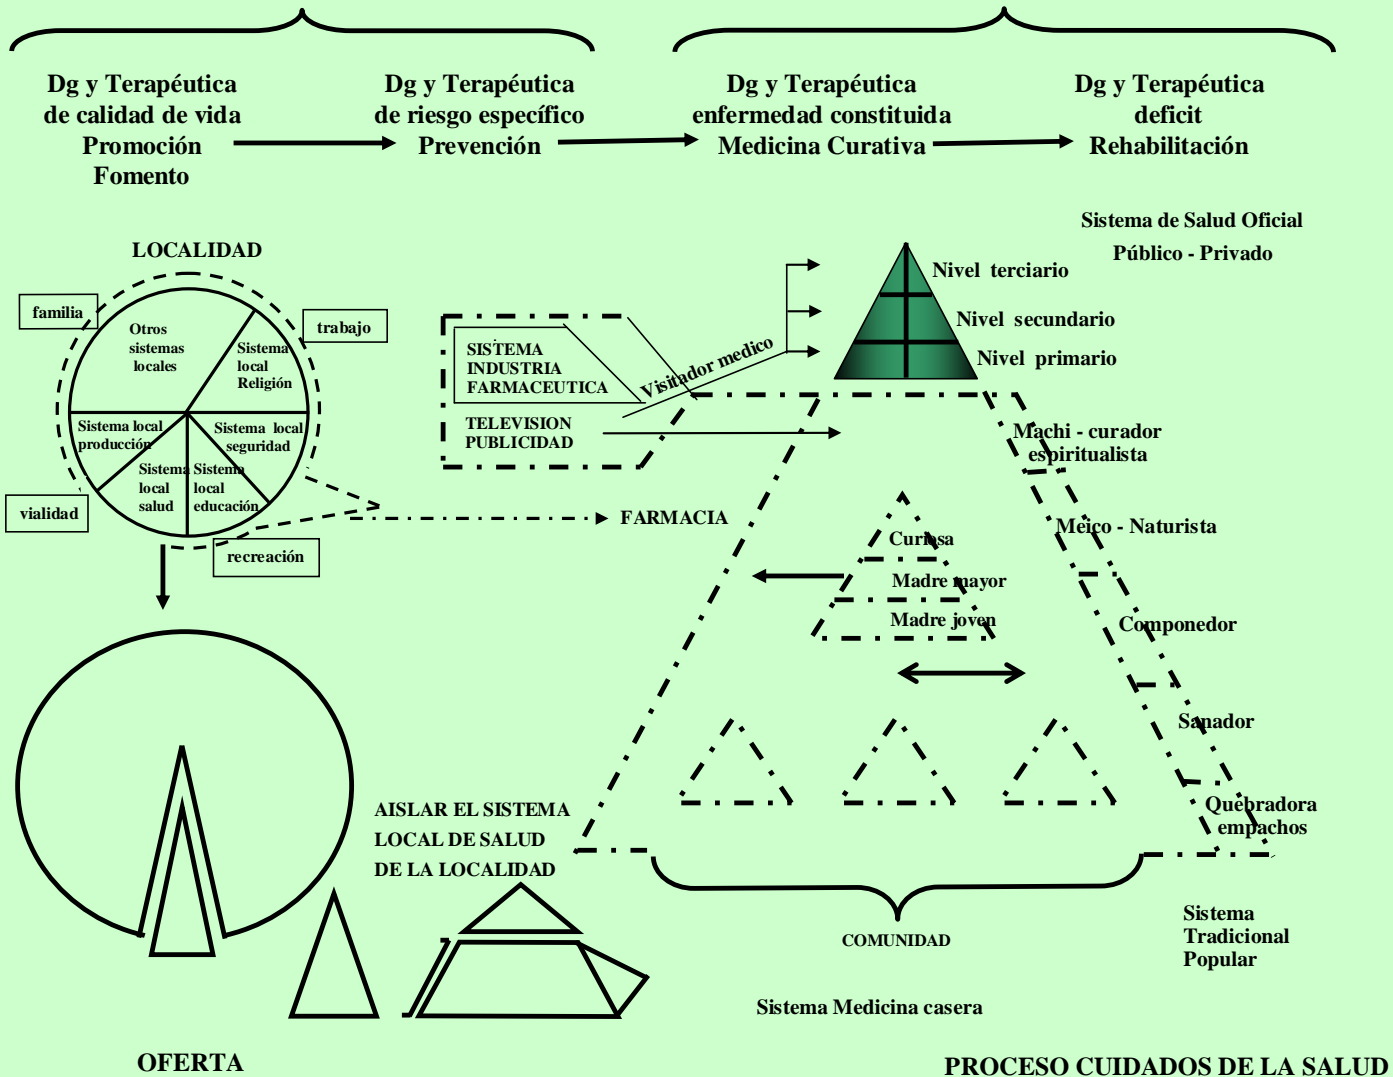 Dg y Terapéutica
de calidad de vida
Promoción
Fomento
Dg y Terapéutica
de riesgo específico
Prevención
Dg y Terapéutica
enfermedad constituida
Medicina Curativa
Dg y Terapéutica
deficit
Rehabilitación
Sistema de Salud Oficial
Público - Privado
LOCALIDAD
familia
trabajo
Otros
sistemas
locales
Sistema
local
Religión
Sistema local
producción
Sistema local
seguridad
Sistema
local
salud
Sistema
local
educación
vialidad
recreación
SISTEMA
INDUSTRIA
FARMACEUTICA
TELEVISION
PUBLICIDAD
Visitador medico
Nivel terciario
Nivel secundario
Nivel primario
FARMACIA
Machi - curador
espiritualista
Meico - Naturista
Componedor
Sanador
Quebradora
empachos
Curiosa
Madre mayor
Madre joven
AISLAR EL SISTEMA
LOCAL DE SALUD
DE LA LOCALIDAD
COMUNIDAD
Sistema
Tradicional
Popular
Sistema Medicina casera
OFERTA
PROCESO CUIDADOS DE LA SALUD